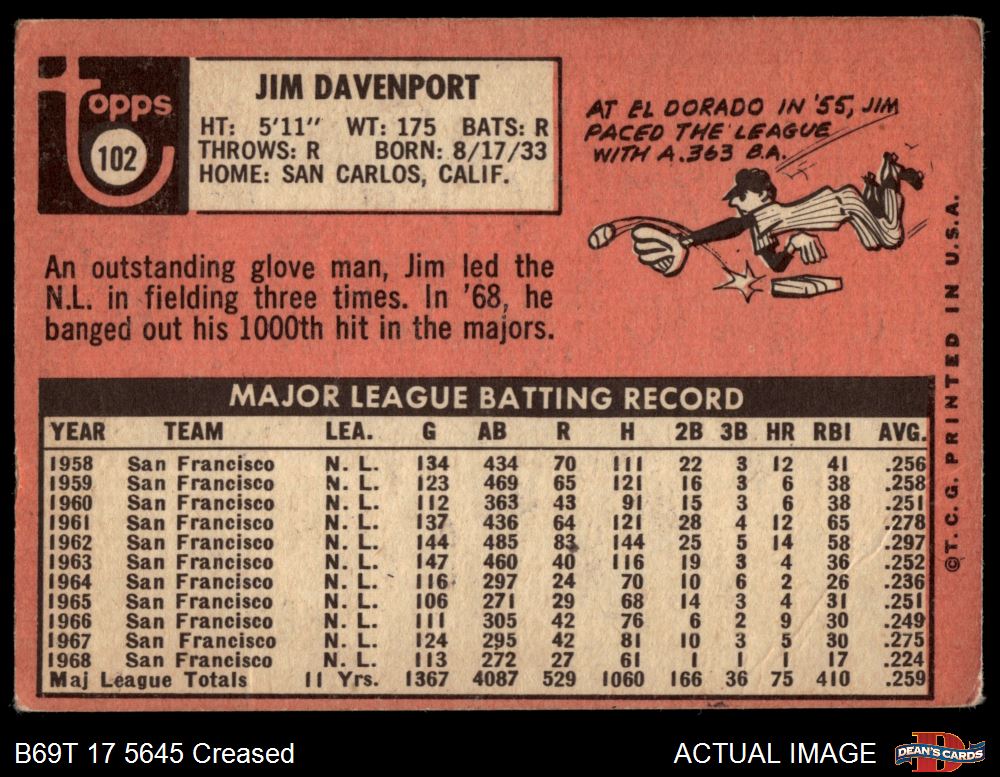 topps
102
JIM DAVENPORT
HT: 5'11" WT: 175 BATS: R
THROWS: R BORN: 8/17/33
HOME: SAN CARLOS, CALIF.
AT EL DORADO IN '55, JIM
PACED THE LEAGUE
WITH A .363 B.A.
An outstanding glove man, Jim led the
N.L. in fielding three times. In '68, he
banged out his 1000th hit in the majors.
MAJOR LEAGUE BATTING RECORD
YEAR TEAM LEA. G AB R H 2B 3B HR RBI AVG.
1958 San Francisco N. L. 134 434 70 111 22 3 12 41 .256
1959 San Francisco N. L. 123 469 65 121 16 3 6 38 .258
1960 San Francisco N. L. 112 363 43 91 15 3 6 38 .251
1961 San Francisco N. L. 137 436 64 121 28 4 12 65 .278
1962 San Francisco N. L. 144 485 83 144 25 5 14 58 .297
1963 San Francisco N. L. 147 460 40 116 19 3 4 36 .252
1964 San Francisco N. L. 116 297 24 70 10 6 2 26 .236
1965 San Francisco N. L. 106 271 29 68 14 3 4 31 .251
1966 San Francisco N. L. 111 305 42 76 6 2 9 30 .249
1967 San Francisco N. L. 124 295 42 81 10 3 5 30 .275
1968 San Francisco N. L. 113 272 27 61 1 1 1 17 .224
Maj League Totals 11 Yrs. 1367 4087 529 1060 166 36 75 410 .259
© T. C. G. PRINTED IN U.S.A.
B69T 17 5645 Creased
ACTUAL IMAGE
DEAN'S CARDS